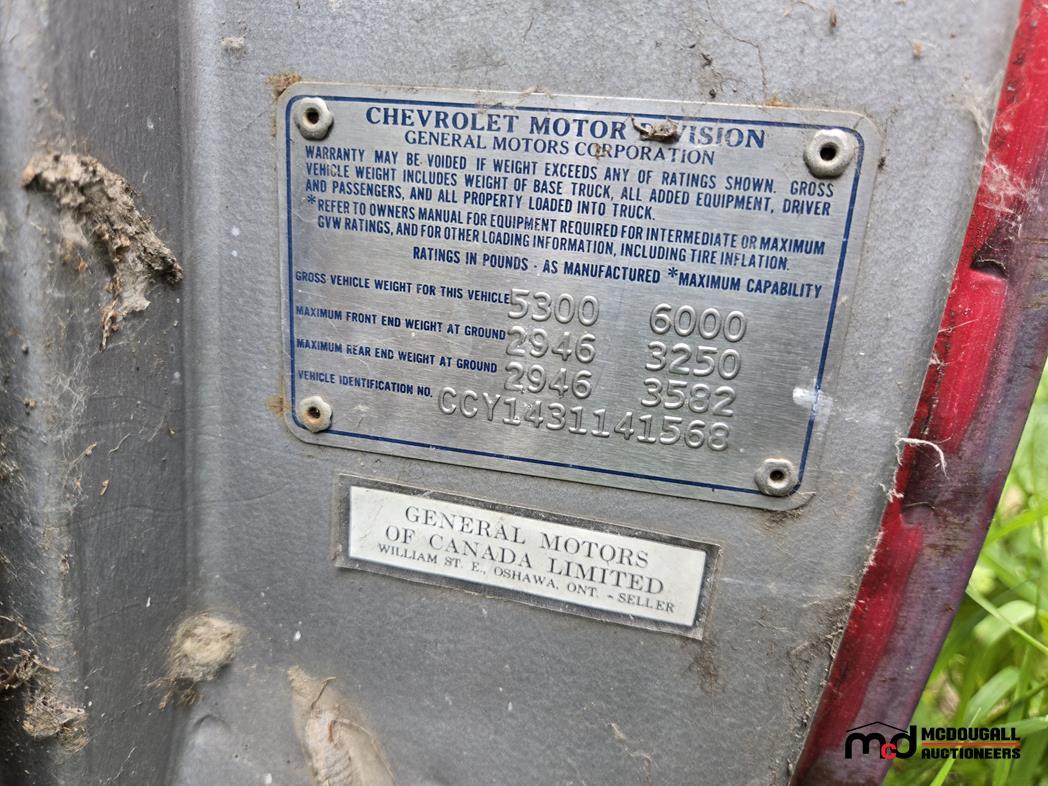 CHEVROLET MOTOR DIVISION
GENERAL MOTORS CORPORATION
WARRANTY MAY BE VOIDED IF WEIGHT EXCEEDS ANY OF RATINGS SHOWN. GROSS
VEHICLE WEIGHT INCLUDES WEIGHT OF BASE TRUCK, ALL ADDED EQUIPMENT, DRIVER
AND PASSENGERS, AND ALL PROPERTY LOADED INTO TRUCK.
*REFER TO OWNERS MANUAL FOR EQUIPMENT REQUIRED FOR INTERMEDIATE OR MAXIMUM
GVW RATINGS, AND FOR OTHER LOADING INFORMATION, INCLUDING TIRE INFLATION.
RATINGS IN POUNDS - AS MANUFACTURED *MAXIMUM CAPABILITY
GROSS VEHICLE WEIGHT FOR THIS VEHICLE 5300 6000
MAXIMUM FRONT END WEIGHT AT GROUND 2946 3250
MAXIMUM REAR END WEIGHT AT GROUND 2946 3582
VEHICLE IDENTIFICATION NO. CCY1431141568
GENERAL MOTORS
OF CANADA LIMITED
WILLIAM ST. E., OSHAWA, ONT. - SELLER
mcd MCDOUGALL
AUCTIONEERS